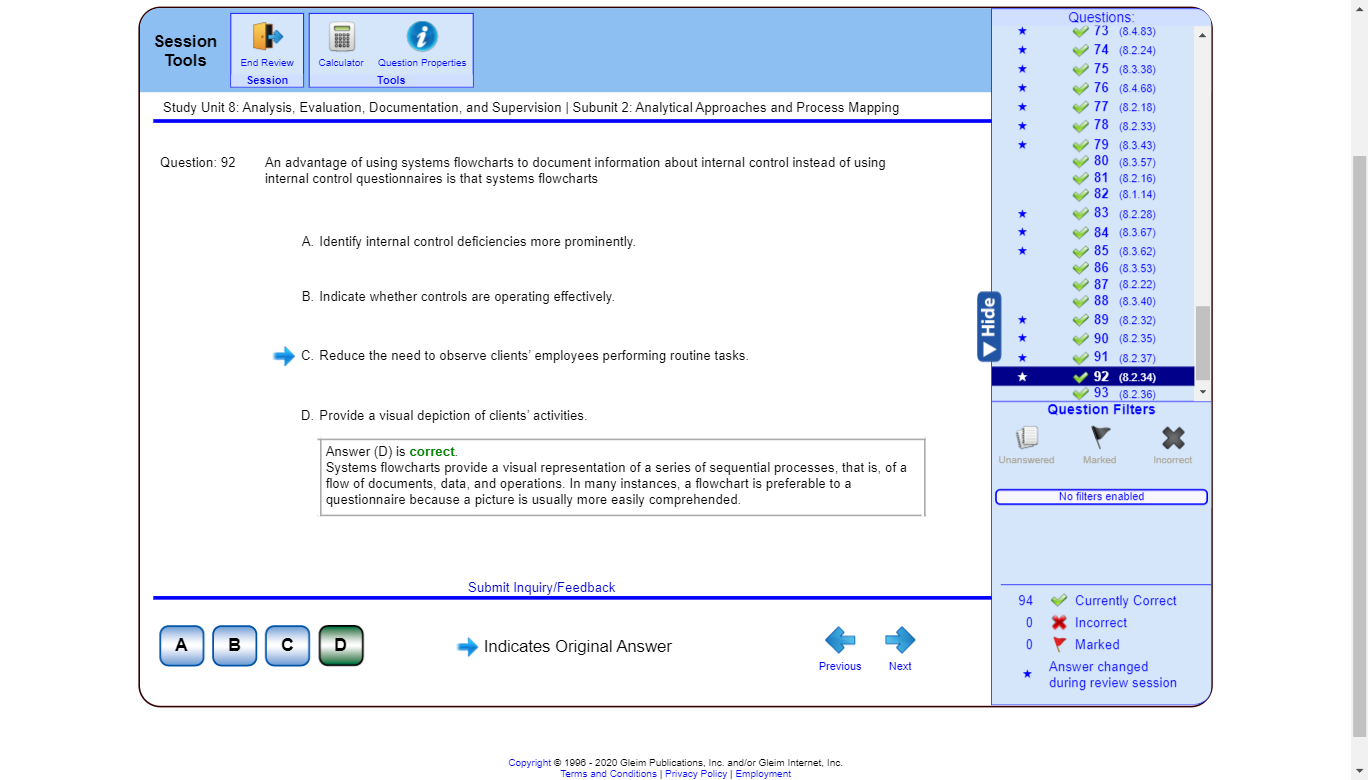 Session
Tools
End Review
Session
Calculator
Question Properties
Tools
Study Unit 8: Analysis, Evaluation, Documentation, and Supervision | Subunit 2: Analytical Approaches and Process Mapping
Question: 92
An advantage of using systems flowcharts to document information about internal control instead of using
internal control questionnaires is that systems flowcharts
A. Identify internal control deficiencies more prominently.
B. Indicate whether controls are operating effectively.
C. Reduce the need to observe clients’ employees performing routine tasks.
D. Provide a visual depiction of clients’ activities.
Answer (D) is correct.
Systems flowcharts provide a visual representation of a series of sequential processes, that is, of a
flow of documents, data, and operations. In many instances, a flowchart is preferable to a
questionnaire because a picture is usually more easily comprehended.
Submit Inquiry/Feedback
A B C D
Indicates Original Answer
Previous
Next
Hide
Questions:
73 (8.4.83)
74 (8.2.24)
75 (8.3.38)
76 (8.4.68)
77 (8.2.18)
78 (8.2.33)
79 (8.3.43)
80 (8.3.57)
81 (8.2.16)
82 (8.1.14)
83 (8.2.28)
84 (8.3.67)
85 (8.3.62)
86 (8.3.53)
87 (8.2.22)
88 (8.3.40)
89 (8.2.32)
90 (8.2.35)
91 (8.2.37)
92 (8.2.34)
93 (8.2.36)
Question Filters
Unanswered
Marked
Incorrect
No filters enabled
94 Currently Correct
0 Incorrect
0 Marked
Answer changed
during review session
Copyright © 1996 - 2020 Gleim Publications, Inc. and/or Gleim Internet, Inc.
Terms and Conditions | Privacy Policy | Employment